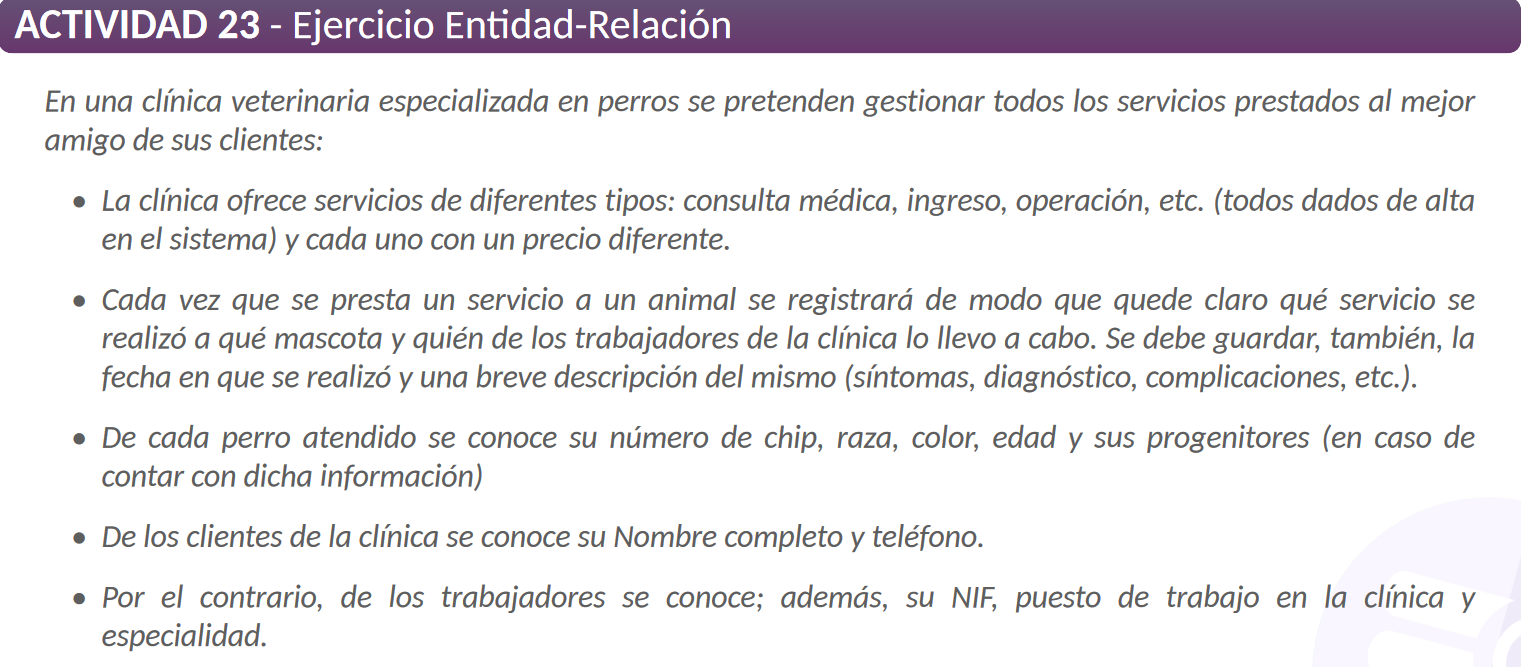 ACTIVIDAD 23 - Ejercicio Entidad-Relación
En una clínica veterinaria especializada en perros se pretenden gestionar todos los servicios prestados al mejor
amigo de sus clientes:
• La clínica ofrece servicios de diferentes tipos: consulta médica, ingreso, operación, etc. (todos dados de alta
en el sistema) y cada uno con un precio diferente.
• Cada vez que se presta un servicio a un animal se registrará de modo que quede claro qué servicio se
realizó a qué mascota y quién de los trabajadores de la clínica lo llevo a cabo. Se debe guardar, también, la
fecha en que se realizó y una breve descripción del mismo (síntomas, diagnóstico, complicaciones, etc.).
• De cada perro atendido se conoce su número de chip, raza, color, edad y sus progenitores (en caso de
contar con dicha información)
• De los clientes de la clínica se conoce su Nombre completo y teléfono.
• Por el contrario, de los trabajadores se conoce; además, su NIF, puesto de trabajo en la clínica y
especialidad.